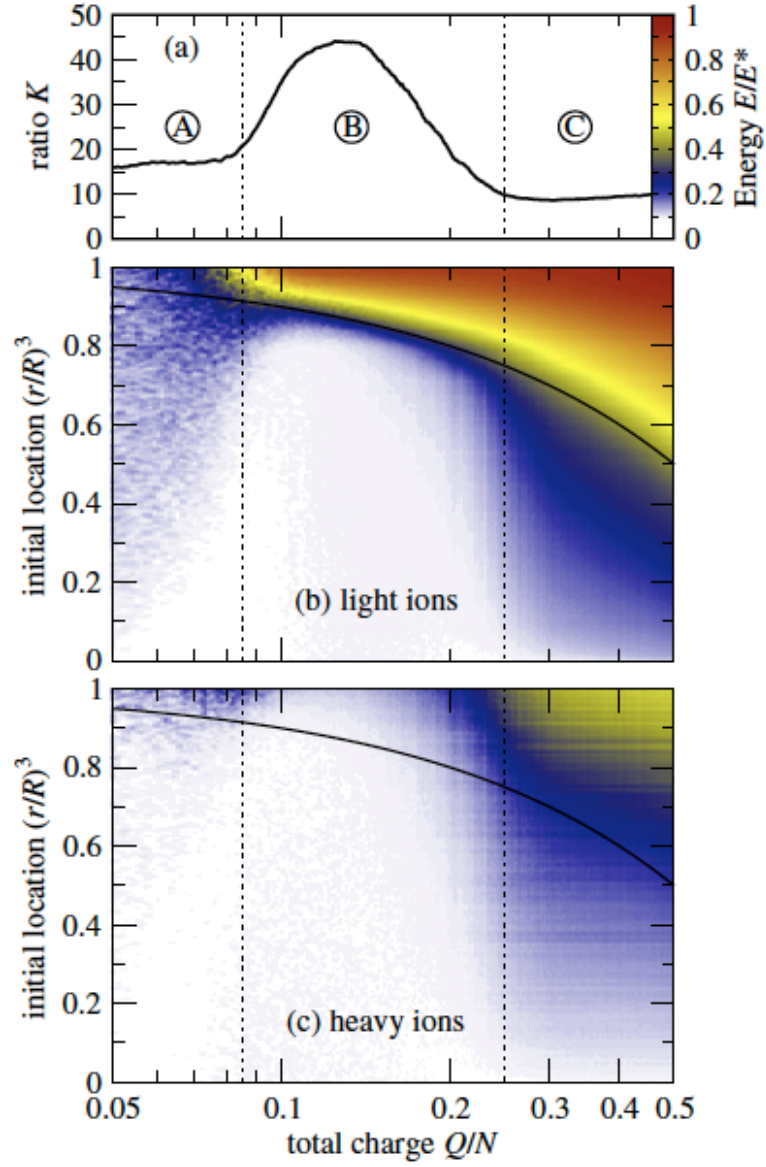 50
40
30
20
10
0
ratio K
(a)
A
B
C
1
0.8
0.6
0.4
0.2
0
Energy E/E*
1
0.8
0.6
0.4
0.2
0
initial location (r/R)³
(b) light ions
1
0.8
0.6
0.4
0.2
0
initial location (r/R)³
(c) heavy ions
0.05 0.1 0.2 0.3 0.4 0.5
total charge Q/N